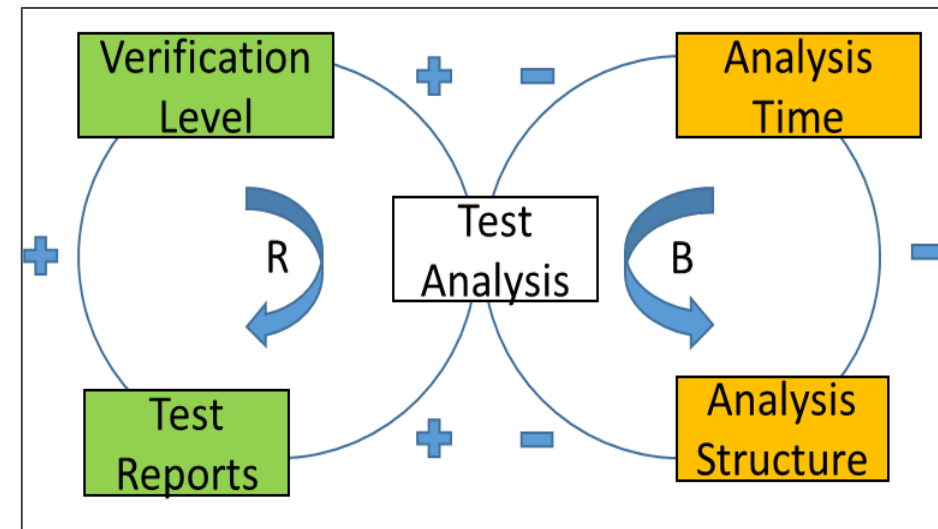 Verification
Level
Analysis
Time
Test
Analysis
R
B
Test
Reports
Analysis
Structure